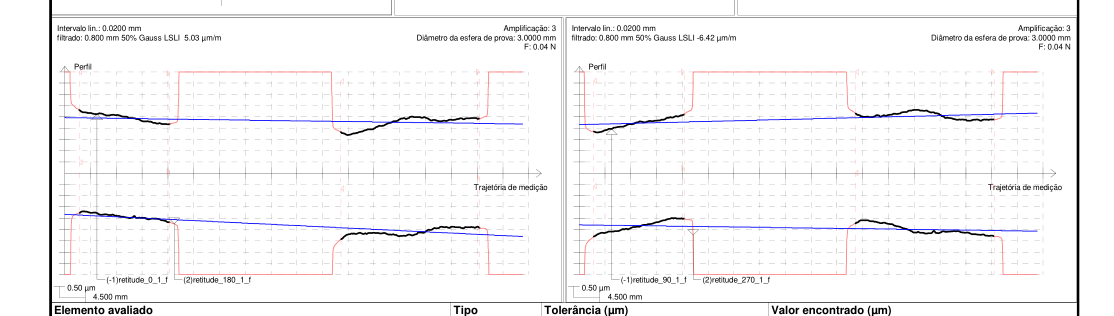 Intervalo lin.: 0.0200 mm
filtrado: 0.800 mm 50% Gauss LSLI  5.03 µm/m
Amplificação: 3
Diâmetro da esfera de prova: 3.0000 mm
F: 0.04 N
Perfil
Trajetória de medição
(-1)retitude_0_1_f
(2)retitude_180_1_f
0.50 µm
4.500 mm
Intervalo lin.: 0.0200 mm
filtrado: 0.800 mm 50% Gauss LSLI -6.42 µm/m
Amplificação: 3
Diâmetro da esfera de prova: 3.0000 mm
F: 0.04 N
Perfil
Trajetória de medição
(-1)retitude_90_1_f
(2)retitude_270_1_f
0.50 µm
4.500 mm
Elemento avaliado Tipo Tolerância (µm) Valor encontrado (µm)